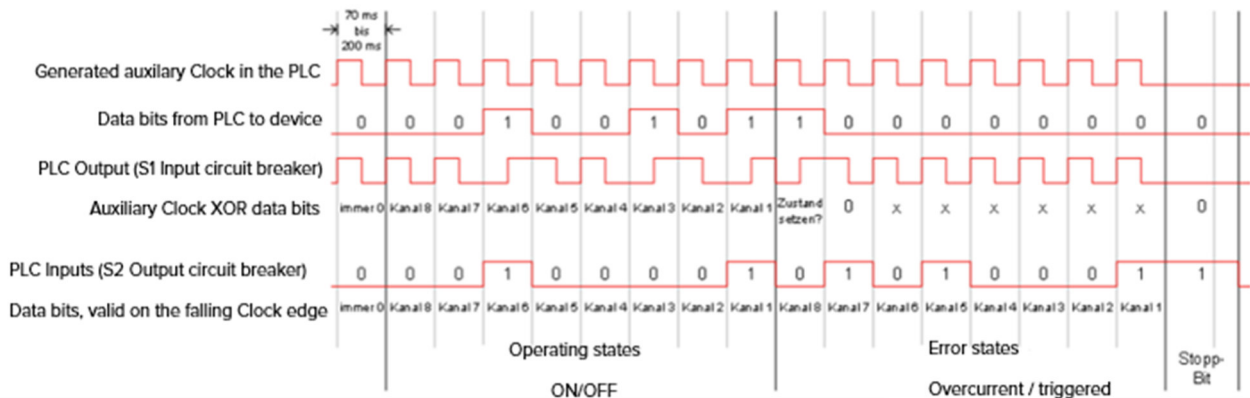 70 ms
bis
200 ms
Generated auxilary Clock in the PLC
Data bits from PLC to device
0 0 0 1 0 0 1 0 1 1 0 0 0 0 0 0 0 0
PLC Output (S1 Input circuit breaker)
Auxiliary Clock XOR data bits
immer 0 Kanal 8 Kanal 7 Kanal 6 Kanal 5 Kanal 4 Kanal 3 Kanal 2 Kanal 1 Zustand setzen? 0 x x x x x x 0
PLC Inputs (S2 Output circuit breaker)
0 0 0 1 0 0 0 0 1 0 1 0 1 0 0 0 1 1
Data bits, valid on the falling Clock edge
immer 0 Kanal 8 Kanal 7 Kanal 6 Kanal 5 Kanal 4 Kanal 3 Kanal 2 Kanal 1 Kanal 8 Kanal 7 Kanal 6 Kanal 5 Kanal 4 Kanal 3 Kanal 2 Kanal 1
Operating states
ON/OFF
Error states
Overcurrent / triggered
Stopp-
Bit